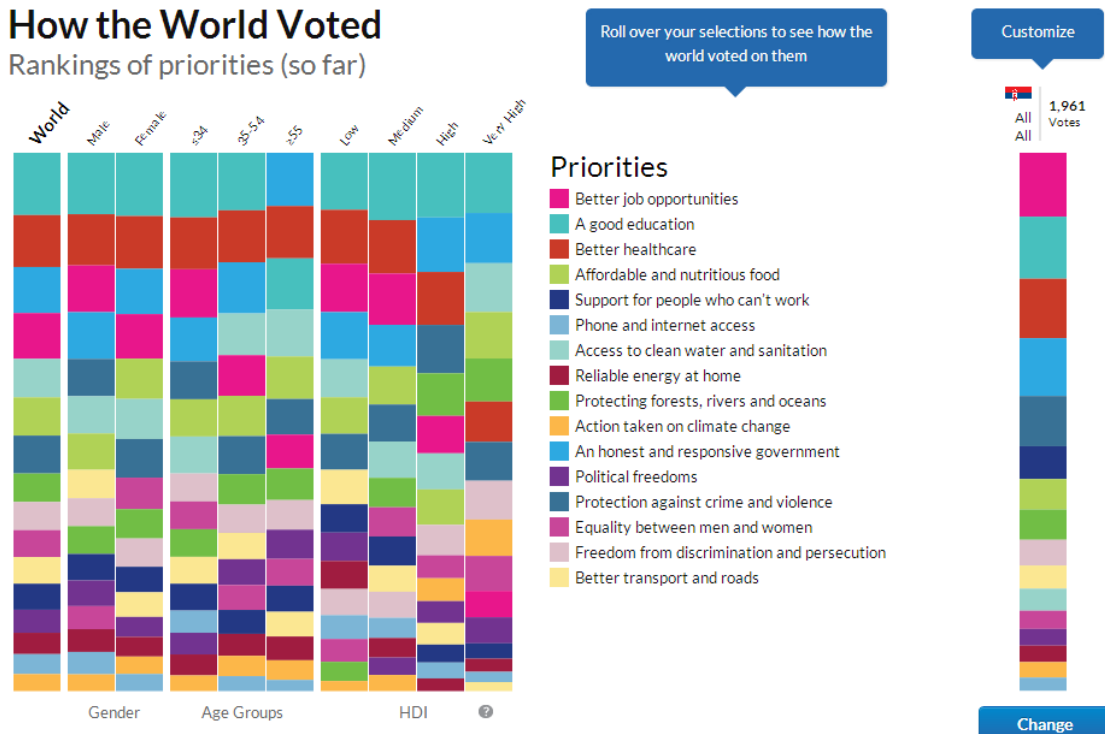 How the World Voted
Rankings of priorities (so far)
Roll over your selections to see how the
world voted on them
Customize
All
All
1,961
Votes
World
Male
Female
≤34
35-54
≥55
Low
Medium
High
Very High
Priorities
Better job opportunities
A good education
Better healthcare
Affordable and nutritious food
Support for people who can't work
Phone and internet access
Access to clean water and sanitation
Reliable energy at home
Protecting forests, rivers and oceans
Action taken on climate change
An honest and responsive government
Political freedoms
Protection against crime and violence
Equality between men and women
Freedom from discrimination and persecution
Better transport and roads
Gender
Age Groups
HDI
?
Change